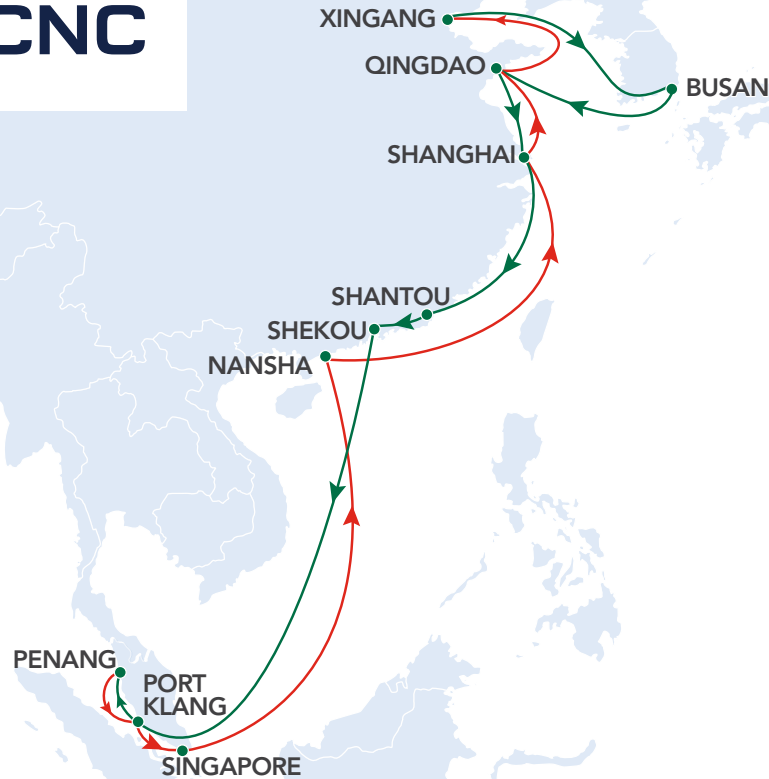 CNC
XINGANG
QINGDAO
BUSAN
SHANGHAI
SHANTOU
SHEKOU
NANSHA
PENANG
PORT
KLANG
SINGAPORE